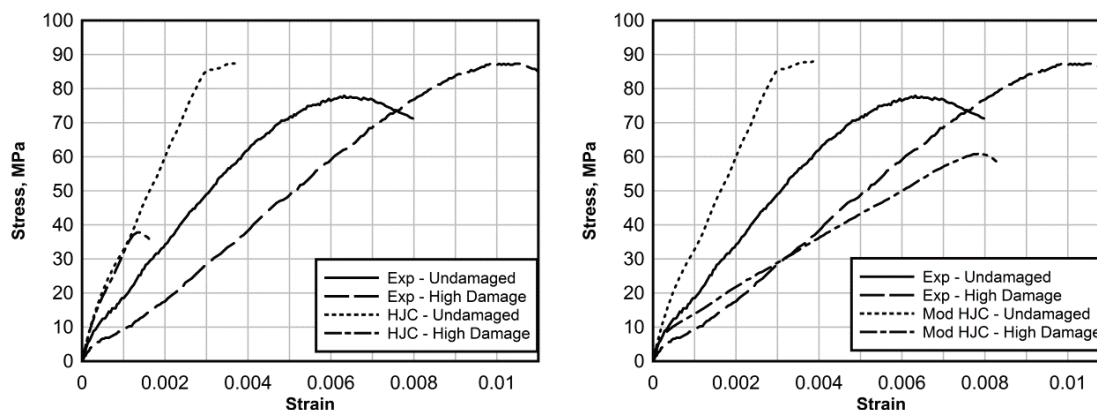 100
90
80
70
60
50
40
30
20
10
0
Stress, MPa
0
0.002
0.004
0.006
0.008
0.01
Strain
Exp - Undamaged
Exp - High Damage
HJC - Undamaged
HJC - High Damage
100
90
80
70
60
50
40
30
20
10
0
Stress, MPa
0
0.002
0.004
0.006
0.008
0.01
Strain
Exp - Undamaged
Exp - High Damage
Mod HJC - Undamaged
Mod HJC - High Damage